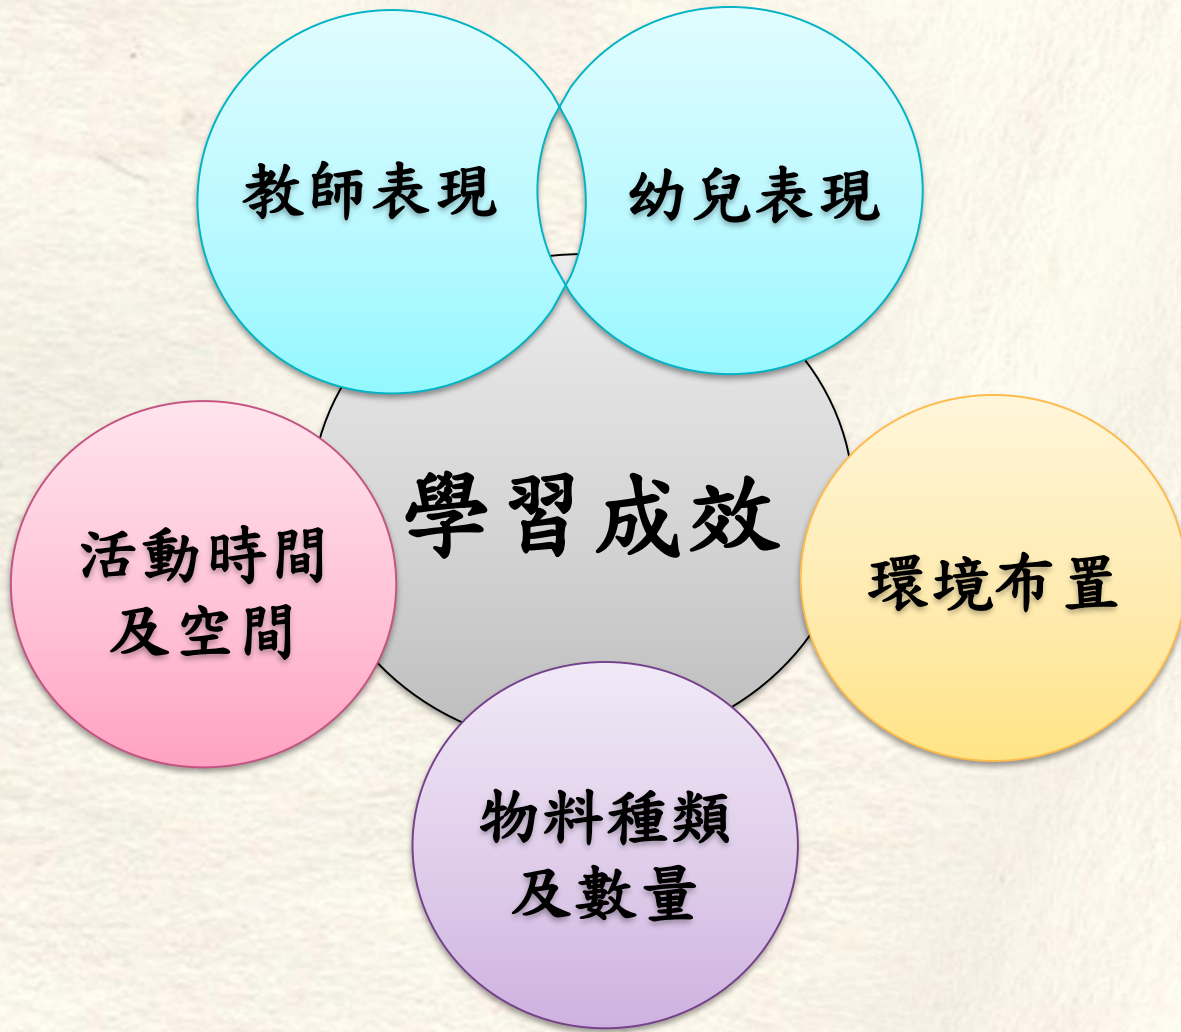 教師表現
幼兒表現
學習成效
活動時間
及空間
環境布置
物料種類
及數量